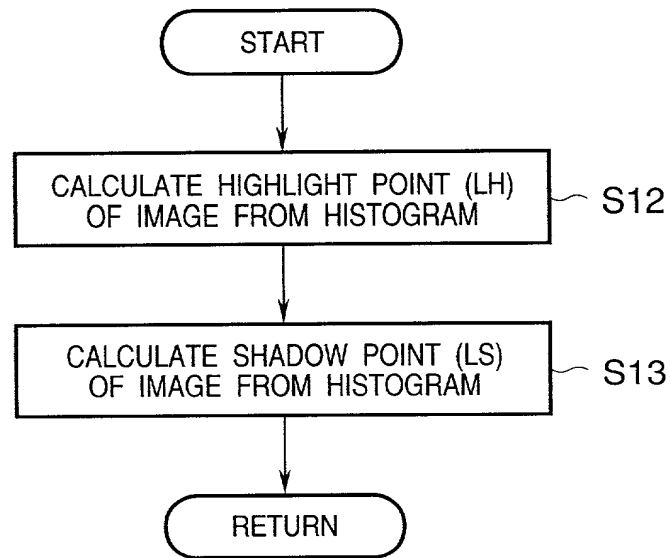 START
CALCULATE HIGHLIGHT POINT (LH)
OF IMAGE FROM HISTOGRAM
S12
CALCULATE SHADOW POINT (LS)
OF IMAGE FROM HISTOGRAM
S13
RETURN